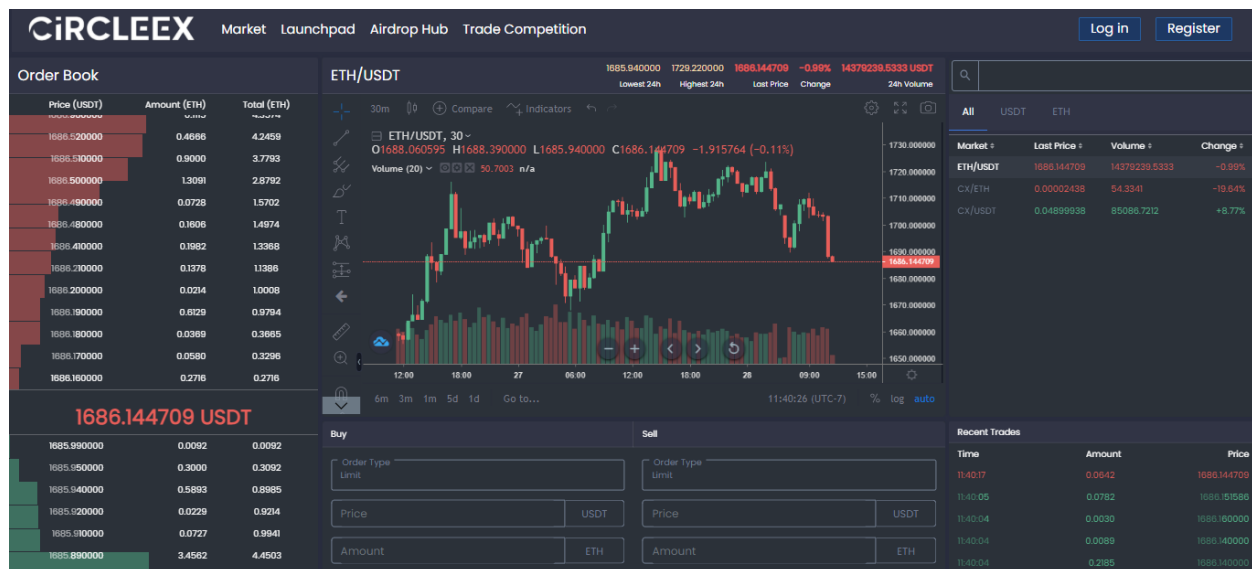 CiRCLEEX Market Launchpad Airdrop Hub Trade Competition Log in Register
Order Book
Price (USDT) Amount (ETH) Total (ETH)
1686.520000 0.4666 4.2459
1686.510000 0.9000 3.7793
1686.500000 1.3091 2.8792
1686.490000 0.0728 1.5702
1686.480000 0.1606 1.4974
1686.410000 0.1982 1.3368
1686.210000 0.1378 1.1386
1686.200000 0.0214 1.0008
1686.190000 0.6129 0.9794
1686.180000 0.0369 0.3665
1686.170000 0.0580 0.3296
1686.160000 0.2716 0.2716
1686.144709 USDT
1685.990000 0.0092 0.0092
1685.950000 0.3000 0.3092
1685.940000 0.5893 0.8985
1685.920000 0.0229 0.9214
1685.910000 0.0727 0.9941
1685.890000 3.4562 4.4503
ETH/USDT
1685.940000 1729.220000 1686.144709 -0.99% 14379239.5333 USDT
Lowest 24h Highest 24h Last Price Change 24h Volume
30m Compare Indicators
ETH/USDT, 30
O1688.060595 H1688.390000 L1685.940000 C1686.144709 -1.915764 (-0.11%)
Volume (20) 50.7003 n/a
1730.000000
1720.000000
1710.000000
1700.000000
1690.000000
1686.144709
1680.000000
1670.000000
1660.000000
1650.000000
12:00 18:00 27 06:00 12:00 18:00 28 09:00 15:00
6m 3m 1m 5d 1d Go to... 11:40:26 (UTC-7) % log auto
Buy Sell
Order Type Order Type
Limit Limit
Price USDT Price USDT
Amount ETH Amount ETH
All USDT ETH
Market Last Price Volume Change
ETH/USDT 1686.144709 14379239.5333 -0.99%
CX/ETH 0.00002438 54.3341 -19.64%
CX/USDT 0.04899938 85086.7212 +8.77%
Recent Trades
Time Amount Price
11:40:17 0.0642 1686.144709
11:40:05 0.0782 1686.151586
11:40:04 0.0030 1686.160000
11:40:04 0.0089 1686.140000
11:40:04 0.2185 1686.140000